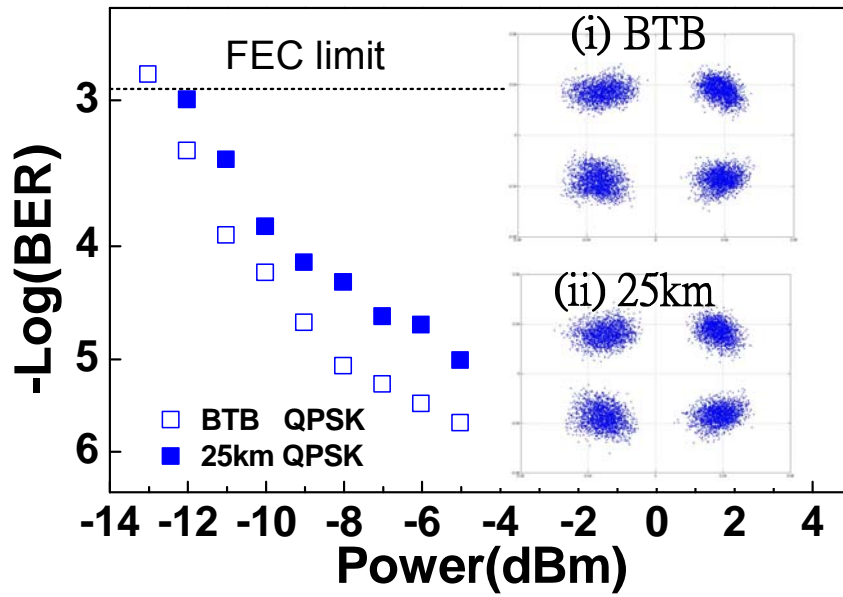 (i) BTB
FEC limit
3
4
5
6
-Log(BER)
(ii) 25km
BTB QPSK
25km QPSK
-14 -12 -10 -8 -6 -4 -2 0 2 4
Power(dBm)